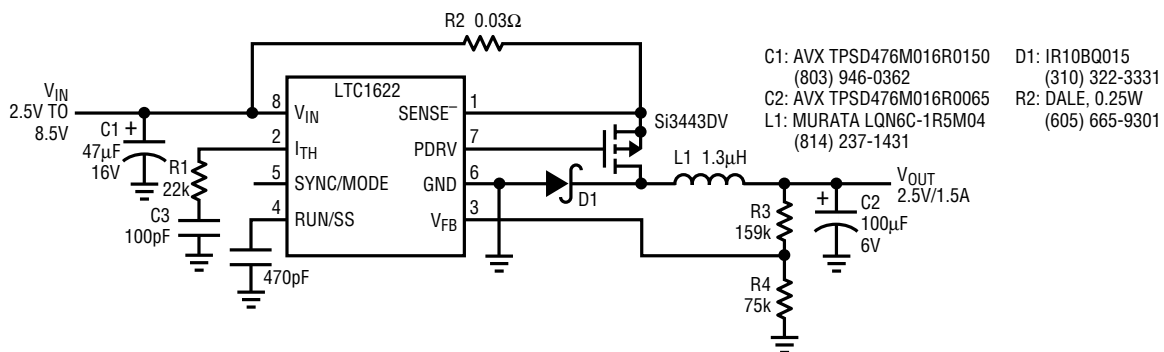 R2 0.03Ω
C1: AVX TPSD476M016R0150
(803) 946-0362
C2: AVX TPSD476M016R0065
L1: MURATA LQN6C-1R5M04
(814) 237-1431
D1: IR10BQ015
(310) 322-3331
R2: DALE, 0.25W
(605) 665-9301
VIN
2.5V TO
8.5V
C1
+
47µF
16V
R1
22k
C3
100pF
470pF
LTC1622
8
VIN
2
ITH
5
SYNC/MODE
4
RUN/SS
1
SENSE–
7
PDRV
6
GND
3
VFB
Si3443DV
D1
L1 1.3µH
VOUT
2.5V/1.5A
R3
159k
R4
75k
+
C2
100µF
6V